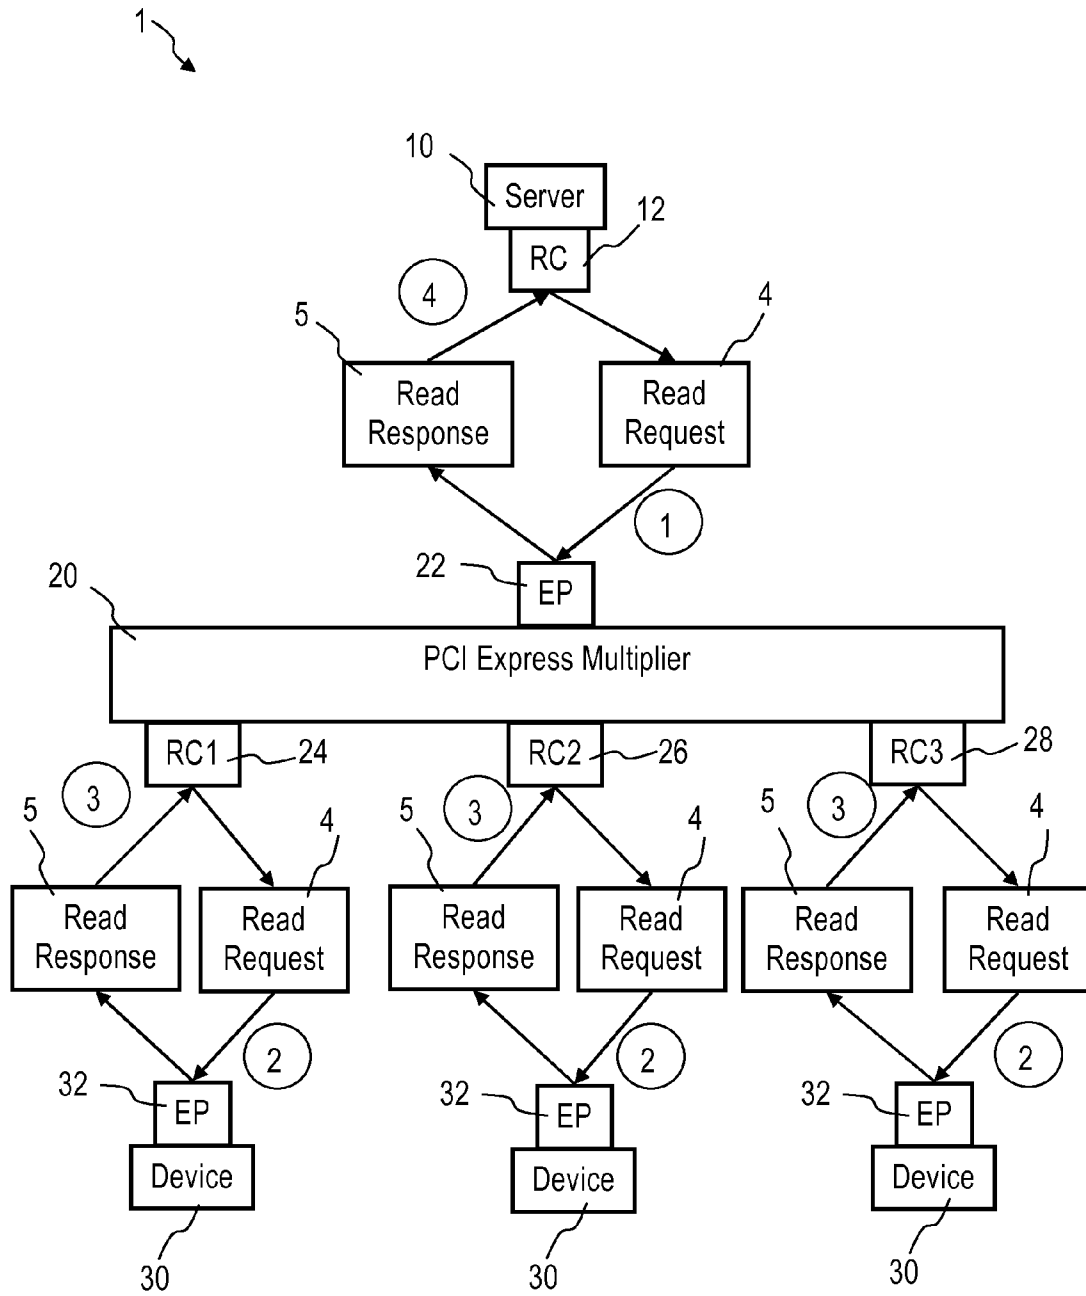 1
10
Server
12
RC
4
5
4
Read
Response
Read
Request
1
22
20
EP
PCI Express Multiplier
RC1
24
RC2
26
RC3
28
3
3
3
5
4
5
4
5
4
Read
Response
Read
Request
Read
Response
Read
Request
Read
Response
Read
Request
2
2
2
32
EP
32
EP
32
EP
Device
Device
Device
30
30
30